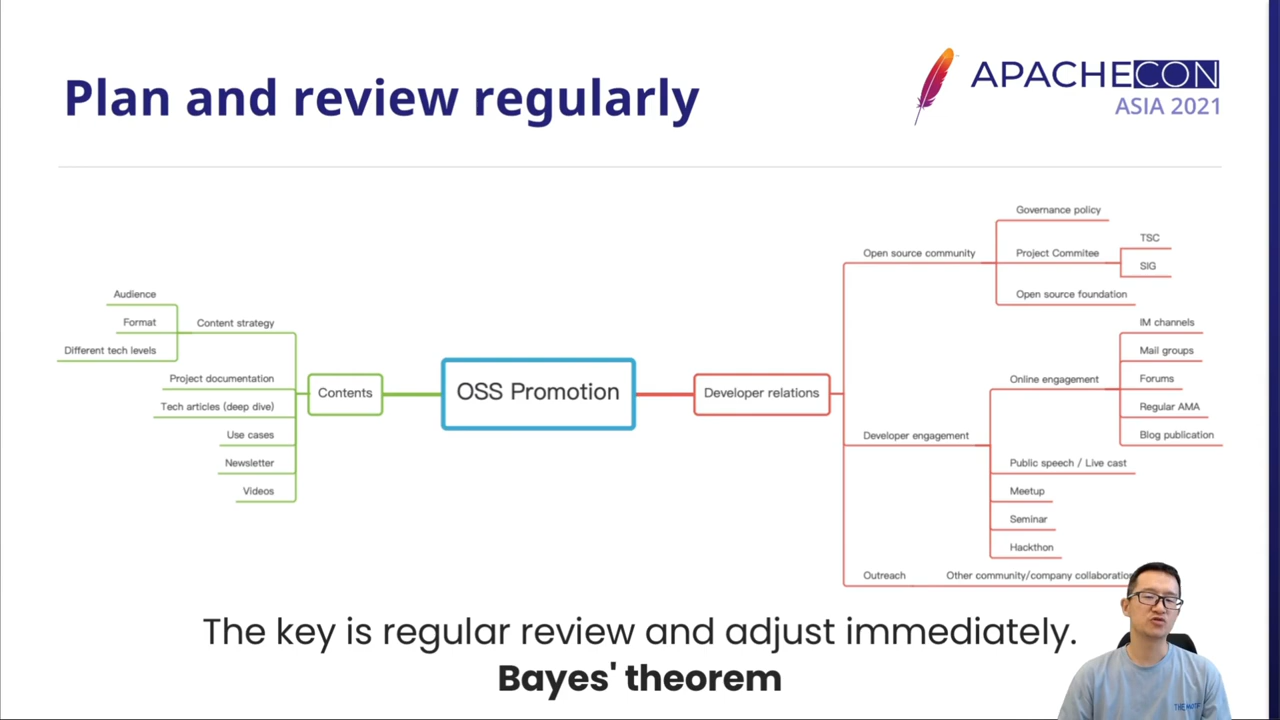 Plan and review regularly
APACHECON
ASIA 2021
Audience
Format
Different tech levels
Content strategy
Project documentation
Tech articles (deep dive)
Use cases
Newsletter
Videos
Contents
OSS Promotion
Developer relations
Open source community
Governance policy
Project Commitee
TSC
SIG
Open source foundation
Developer engagement
Online engagement
IM channels
Mail groups
Forums
Regular AMA
Blog publication
Public speech / Live cast
Meetup
Seminar
Hackthon
Outreach
Other community/company collaboration
The key is regular review and adjust immediately.
Bayes' theorem
THE